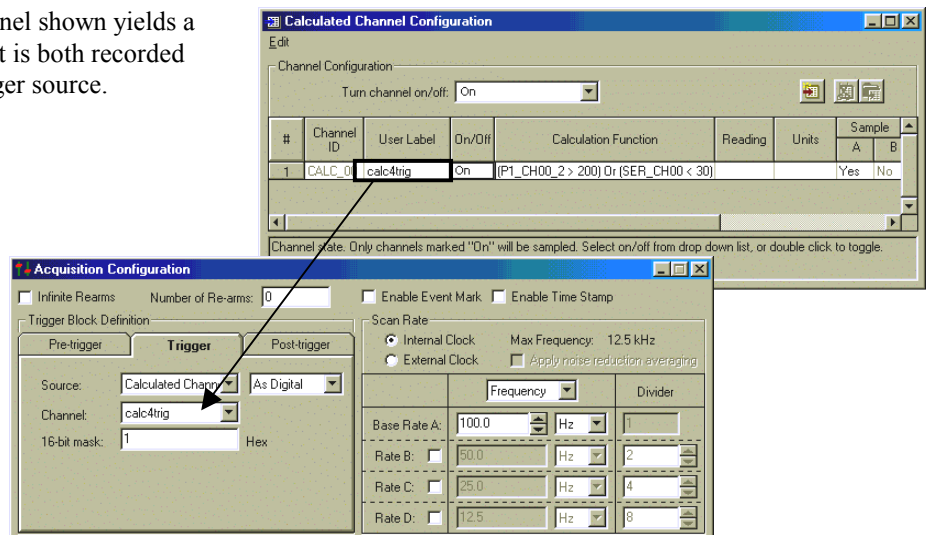 nel shown yields a
t is both recorded
ger source.
Calculated Channel Configuration
Edit
Channel Configuration
Turn channel on/off: On
# Channel ID User Label On/Off Calculation Function Reading Units Sample A B
1 CALC_0 calc4trig On (P1_CH00_2 > 200) Or (SER_CH00 < 30) Yes No
Channel state. Only channels marked "On" will be sampled. Select on/off from drop down list, or double click to toggle.
Acquisition Configuration
Infinite Rearms Number of Re-arms: 0 Enable Event Mark Enable Time Stamp
Trigger Block Definition
Pre-trigger Trigger Post-trigger
Source: Calculated Chann As Digital
Channel: calc4trig
16-bit mask: 1 Hex
Scan Rate
Internal Clock Max Frequency: 12.5 kHz
External Clock Apply noise reduction averaging
Frequency Divider
Base Rate A: 100.0 Hz 1
Rate B: 50.0 Hz 2
Rate C: 25.0 Hz 4
Rate D: 12.5 Hz 8